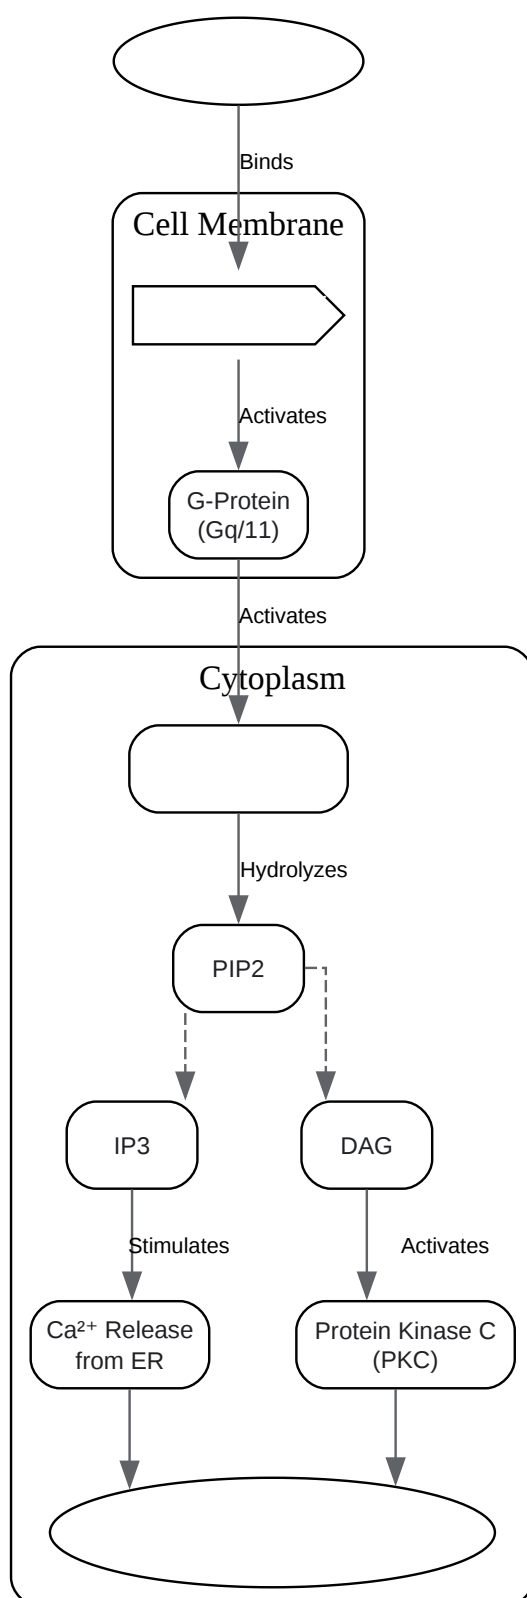 Binds
Cell Membrane
Activates
G-Protein
(Gq/11)
Activates
Cytoplasm
Hydrolyzes
PIP2
IP3
DAG
Stimulates
Activates
Ca²⁺ Release
from ER
Protein Kinase C
(PKC)